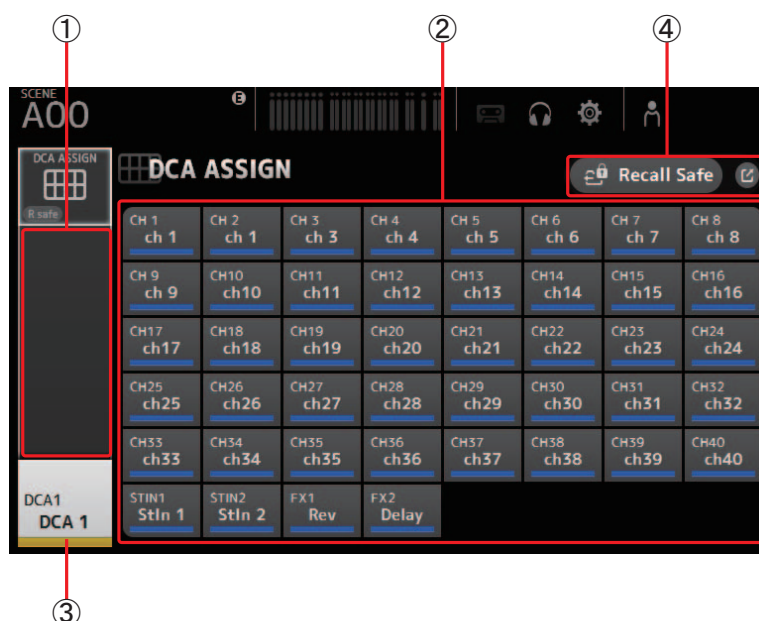 ① ② ④
SCENE
A00
E
DCA ASSIGN
R safe
DCA ASSIGN
Recall Safe
CH 1 CH 2 CH 3 CH 4 CH 5 CH 6 CH 7 CH 8
ch 1 ch 1 ch 3 ch 4 ch 5 ch 6 ch 7 ch 8
CH 9 CH10 CH11 CH12 CH13 CH14 CH15 CH16
ch 9 ch10 ch11 ch12 ch13 ch14 ch15 ch16
CH17 CH18 CH19 CH20 CH21 CH22 CH23 CH24
ch17 ch18 ch19 ch20 ch21 ch22 ch23 ch24
CH25 CH26 CH27 CH28 CH29 CH30 CH31 CH32
ch25 ch26 ch27 ch28 ch29 ch30 ch31 ch32
CH33 CH34 CH35 CH36 CH37 CH38 CH39 CH40
ch33 ch34 ch35 ch36 ch37 ch38 ch39 ch40
STIN1 STIN2 FX1 FX2
StIn 1 StIn 2 Rev Delay
DCA1
DCA 1
③